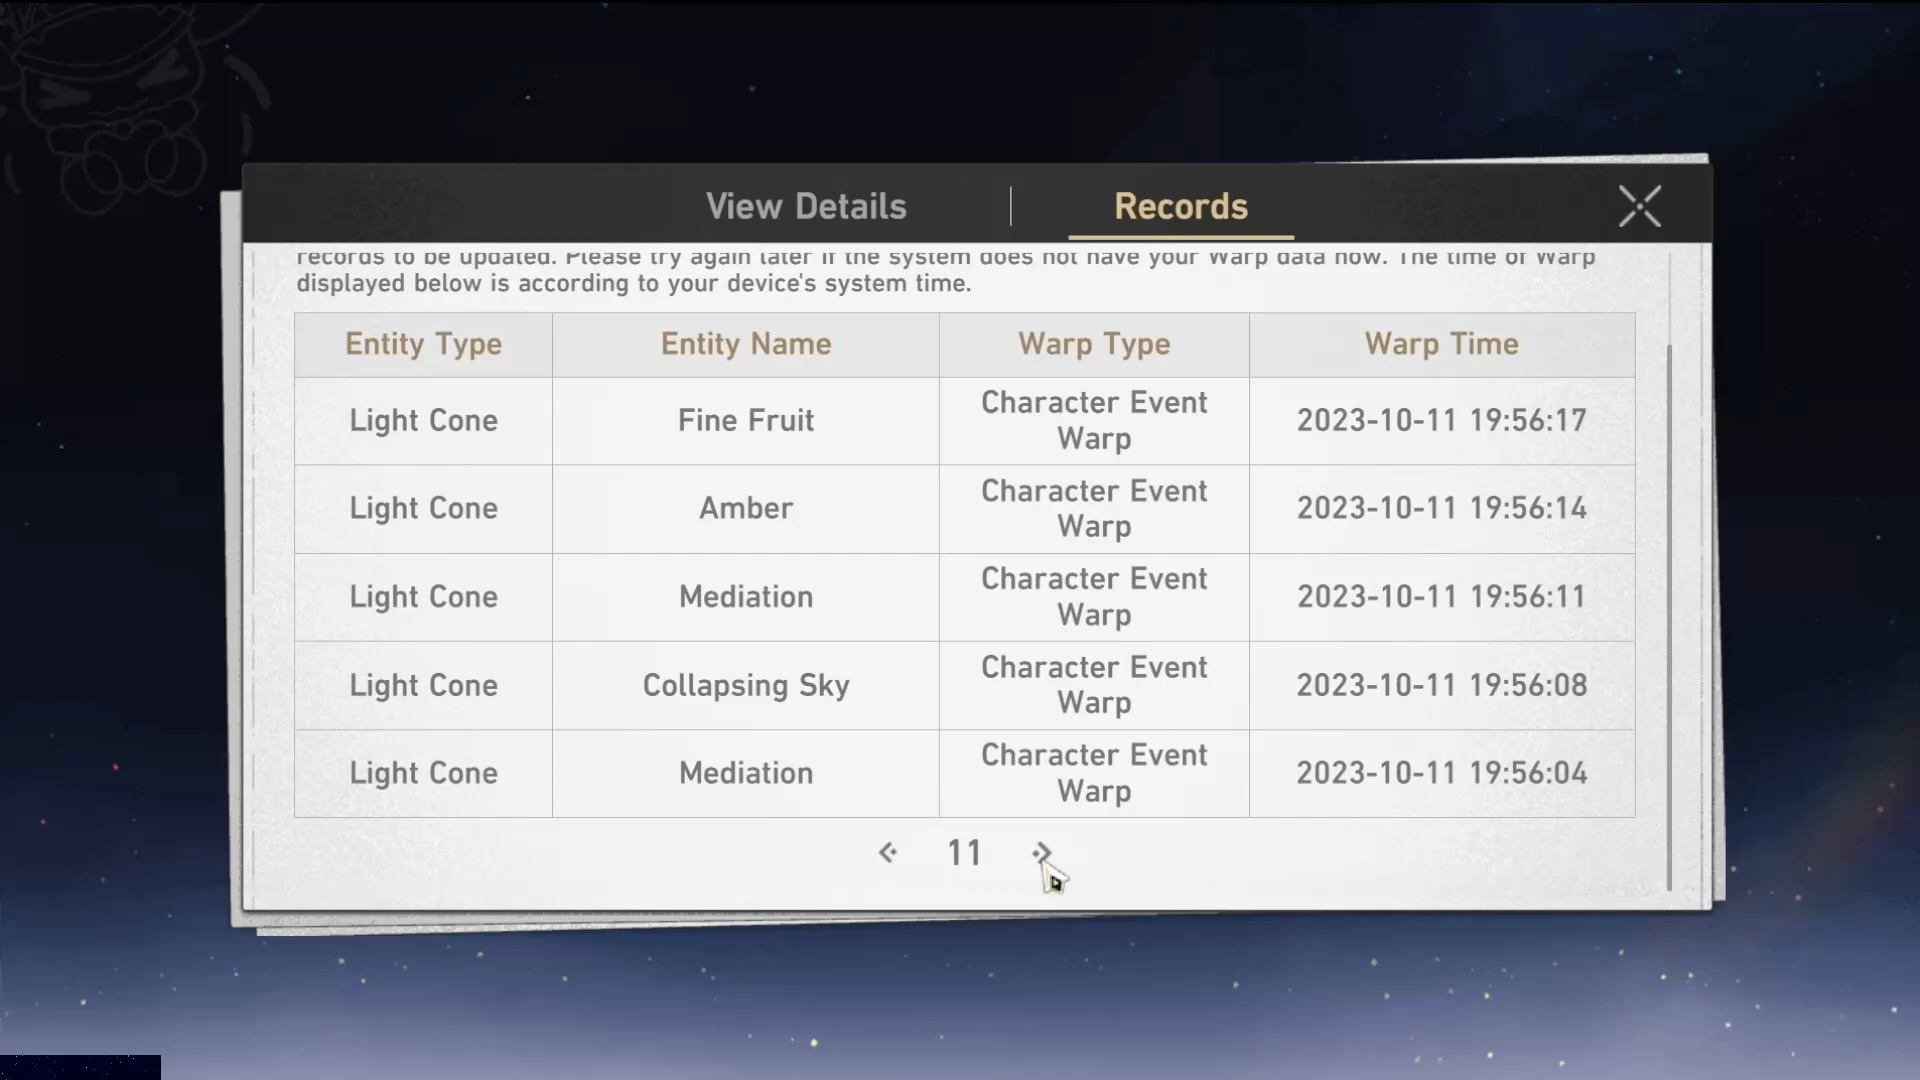 View Details
Records
records to be updated. Please try again later if the system does not have your Warp data now. The time of Warp
displayed below is according to your device's system time.
Entity Type
Entity Name
Warp Type
Warp Time
Light Cone
Fine Fruit
Character Event
Warp
2023-10-11 19:56:17
Light Cone
Amber
Character Event
Warp
2023-10-11 19:56:14
Light Cone
Mediation
Character Event
Warp
2023-10-11 19:56:11
Light Cone
Collapsing Sky
Character Event
Warp
2023-10-11 19:56:08
Light Cone
Mediation
Character Event
Warp
2023-10-11 19:56:04
11